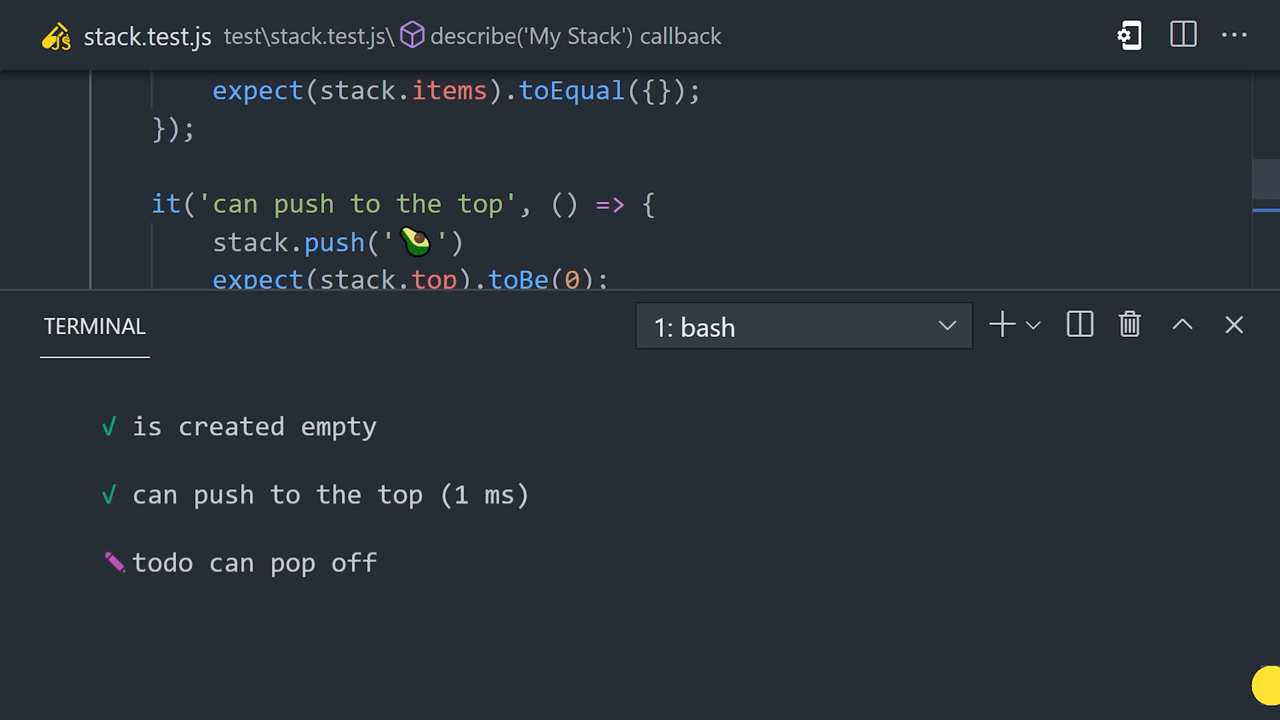 stack.test.js test\stack.test.js\ describe('My Stack') callback
expect(stack.items).toEqual({});
});
it('can push to the top', () => {
stack.push('🥑')
expect(stack.top).toBe(0);
TERMINAL
1: bash
√ is created empty
√ can push to the top (1 ms)
todo can pop off